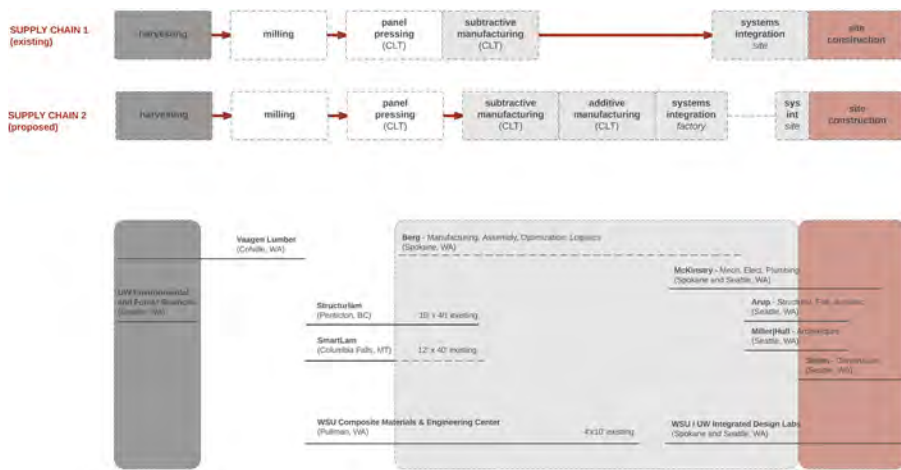 SUPPLY CHAIN 1
(existing)
harvesting
milling
panel
pressing
(CLT)
subtractive
manufacturing
(CLT)
systems
integration
site
site
construction
SUPPLY CHAIN 2
(proposed)
harvesting
milling
panel
pressing
(CLT)
subtractive
manufacturing
(CLT)
additive
manufacturing
(CLT)
systems
integration
factory
sys
int
site
site
construction
Vaagen Lumber
(Colville, WA)
Berg - Manufacturing, Assembly, Optimization, Logistics
(Spokane, WA)
McKinstry - Mech, Elect, Plumbing
(Spokane and Seattle, WA)
UW Environmental
and Forest Sciences
(Seattle, WA)
Structurlam
(Penticton, BC)
10' x 40' existing
Arup - Structural, Fire, Acoustic
(Seattle, WA)
SmartLam
(Columbia Falls, MT)
12' x 40' existing
Miller|Hull - Architecture
(Seattle, WA)
(Seattle, WA)
WSU Composite Materials & Engineering Center
(Pullman, WA)
4'x10' existing
WSU / UW Integrated Design Labs
(Spokane and Seattle, WA)